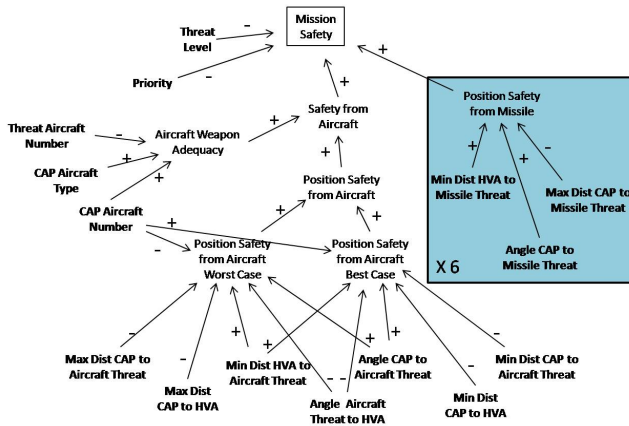 Mission
Safety
Threat
Level
Priority
Safety from
Aircraft
Position Safety
from Missile
Threat Aircraft
Number
Aircraft Weapon
Adequacy
CAP Aircraft
Type
Position Safety
from Aircraft
Min Dist HVA to
Missile Threat
Max Dist CAP to
Missile Threat
CAP Aircraft
Number
Angle CAP to
Missile Threat
X 6
Position Safety
from Aircraft
Worst Case
Position Safety
from Aircraft
Best Case
Max Dist CAP to
Aircraft Threat
Max Dist
CAP to HVA
Min Dist HVA to
Aircraft Threat
Angle Aircraft
Threat to HVA
Angle CAP to
Aircraft Threat
Min Dist
CAP to HVA
Min Dist CAP to
Aircraft Threat